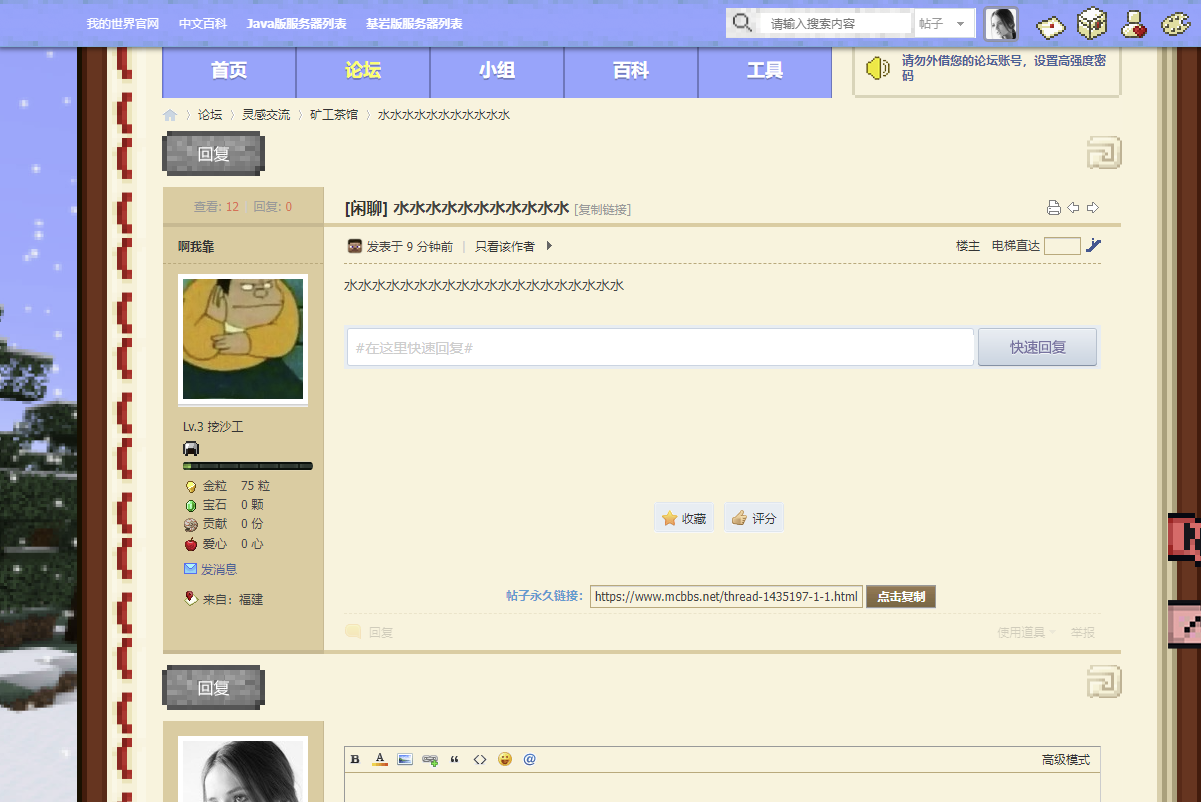 我的世界官网 中文百科 Java版服务器列表 基岩版服务器列表 请输入搜索内容 帖子
首页 论坛 小组 百科 工具
请勿外借您的论坛账号，设置高强度密
码
论坛 灵感交流 矿工茶馆 水水水水水水水水水水水
回复
查看: 12 回复: 0
[闲聊] 水水水水水水水水水水水 [复制链接]
啊我靠
发表于 9 分钟前 | 只看该作者
楼主 电梯直达
水水水水水水水水水水水水水水水水水水水水
#在这里快速回复#
快速回复
Lv.3 挖沙工
金粒 75 粒
宝石 0 颗
贡献 0 份
爱心 0 心
发消息
来自: 福建
收藏 评分
帖子永久链接: https://www.mcbbs.net/thread-1435197-1-1.html 点击复制
回复 使用道具 举报
回复
B A “ <> @ 高级模式